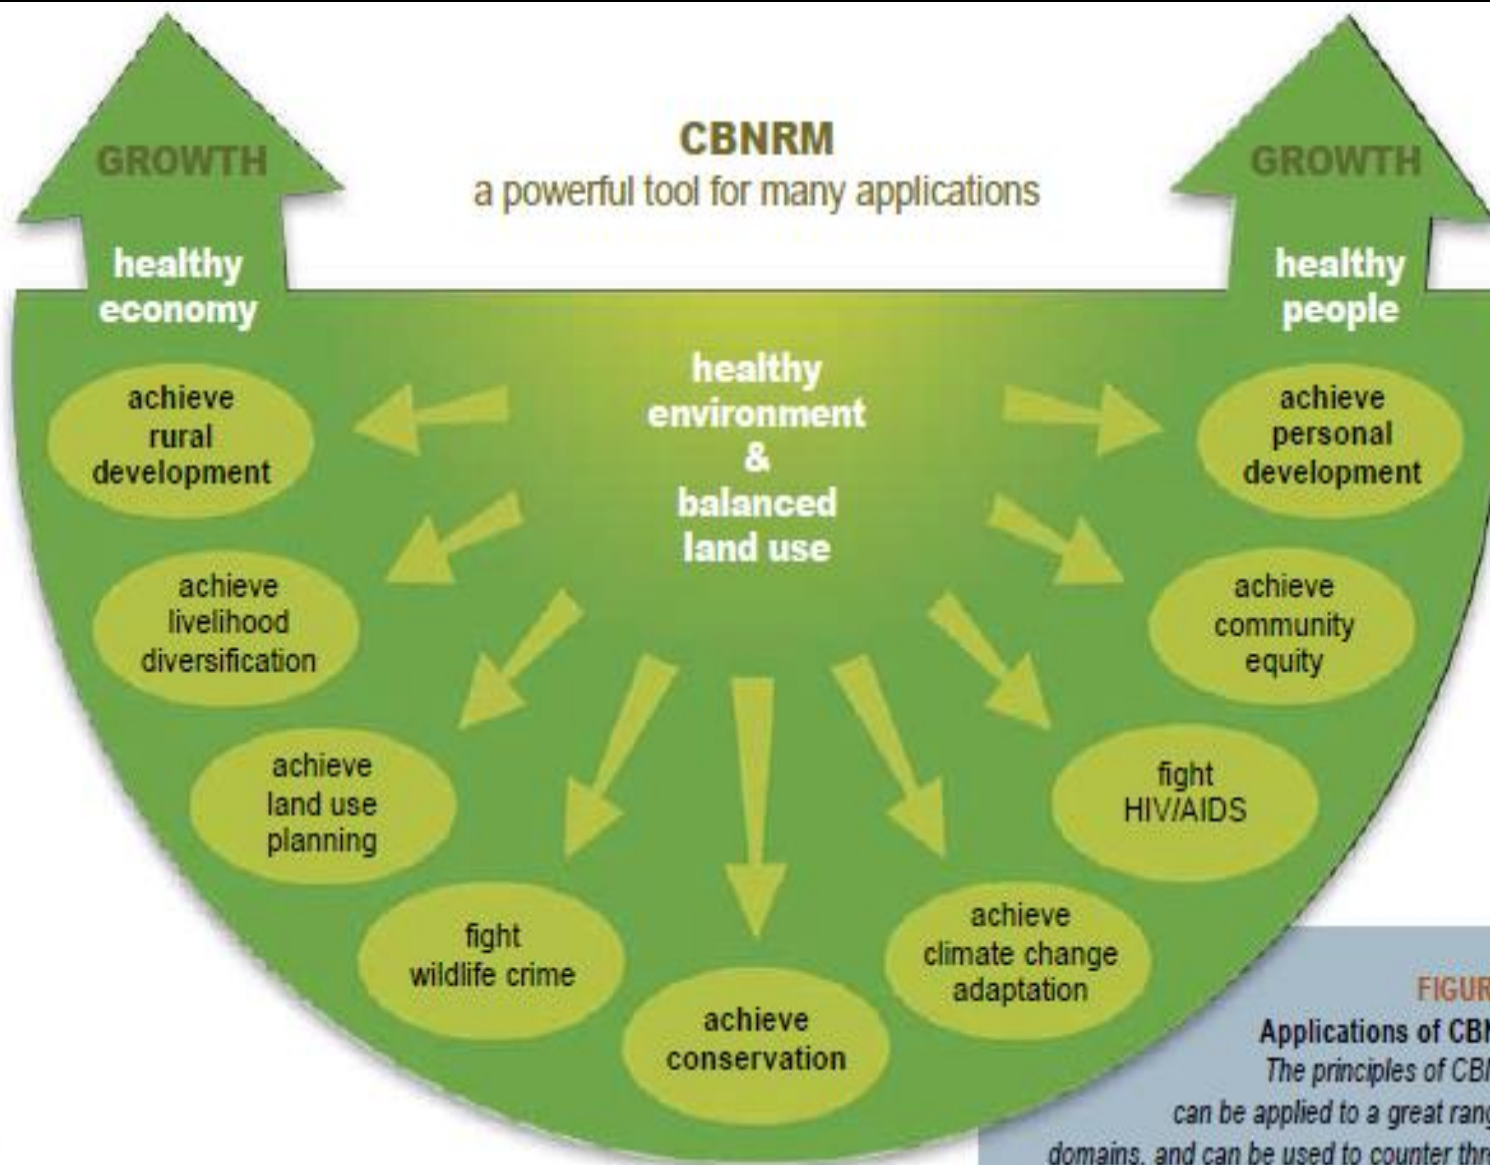 GROWTH
CBNRM
a powerful tool for many applications
GROWTH
healthy
economy
healthy
people
healthy
environment
&
balanced
land use
achieve
rural
development
achieve
personal
development
achieve
livelihood
diversification
achieve
community
equity
achieve
land use
planning
fight
HIV/AIDS
fight
wildlife crime
achieve
climate change
adaptation
achieve
conservation
Applications of
The principles of
can be applied to a great
domains, and can be used to counter